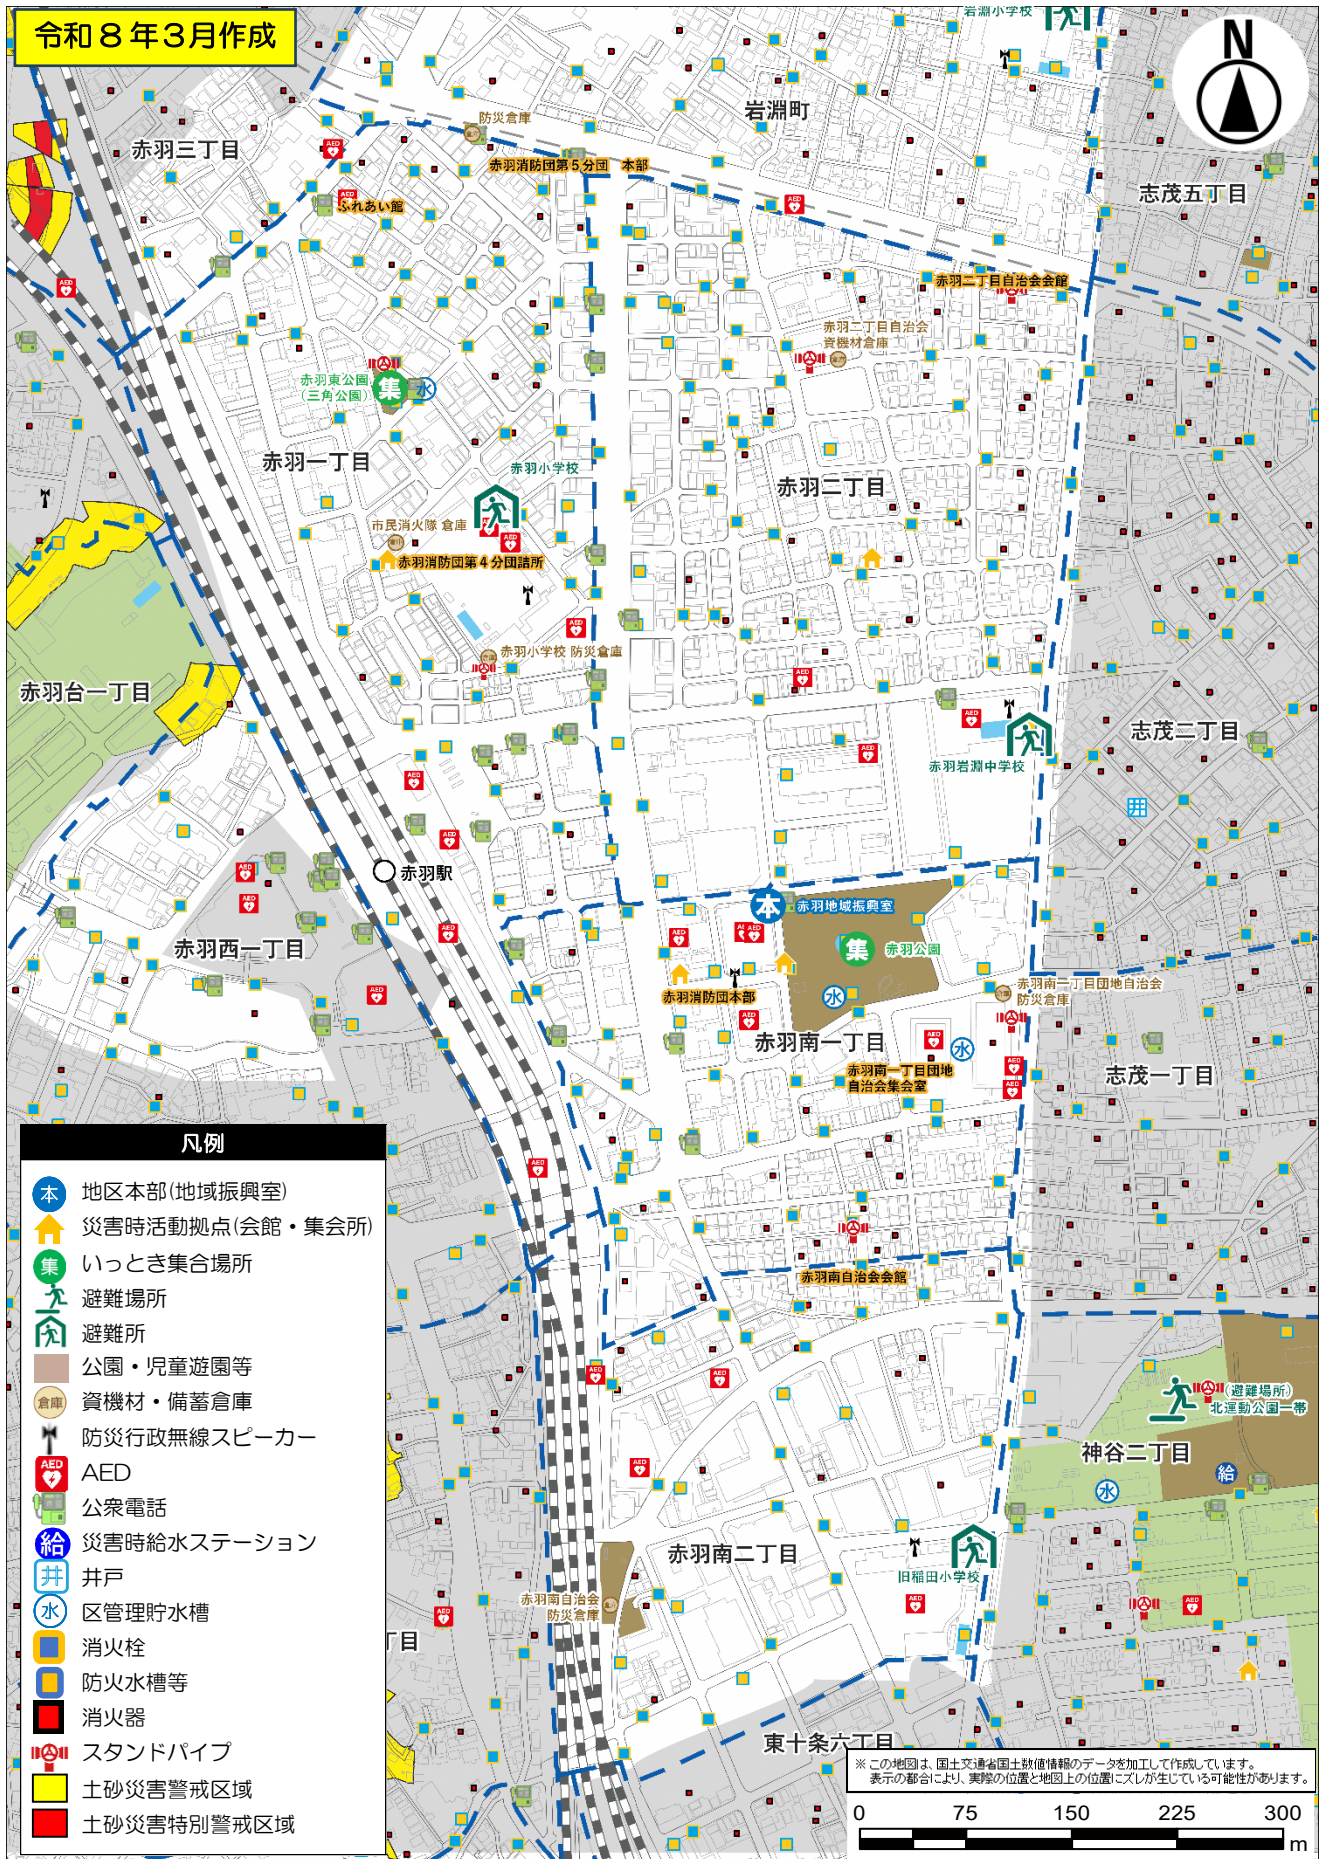 令和8年3月作成
岩淵小学校
N
岩淵町
防災倉庫
赤羽三丁目
赤羽消防団第5分団 本部
志茂五丁目
AED
ふれあい館
赤羽二丁目自治会会館
赤羽二丁目自治会
資機材倉庫
赤羽東公園
(三角公園)
集
水
赤羽一丁目
赤羽小学校
赤羽二丁目
市民消火隊 倉庫
赤羽消防団第4分団詰所
赤羽小学校 防災倉庫
赤羽台一丁目
志茂二丁目
赤羽岩淵中学校
井
赤羽駅
本
赤羽地域振興室
集
赤羽公園
赤羽西一丁目
水
赤羽消防団本部
赤羽南一丁目団地自治会
防災倉庫
赤羽南一丁目
水
赤羽南一丁目団地
自治会集会室
志茂一丁目
赤羽南自治会会館
(避難場所)
北運動公園一帯
神谷二丁目
給
水
赤羽南二丁目
旧稲田小学校
赤羽南自治会
防災倉庫
丁目
東十条六丁目
凡例
本 地区本部(地域振興室)
災害時活動拠点(会館・集会所)
集 いっとき集合場所
避難場所
避難所
公園・児童遊園等
倉庫 資機材・備蓄倉庫
防災行政無線スピーカー
AED AED
公衆電話
給 災害時給水ステーション
井 井戸
水 区管理貯水槽
消火栓
防火水槽等
消火器
スタンドパイプ
土砂災害警戒区域
土砂災害特別警戒区域
※ この地図は、国土交通省国土数値情報のデータを加工して作成しています。
表示の都合により、実際の位置と地図上の位置にズレが生じている可能性があります。
0 75 150 225 300
m